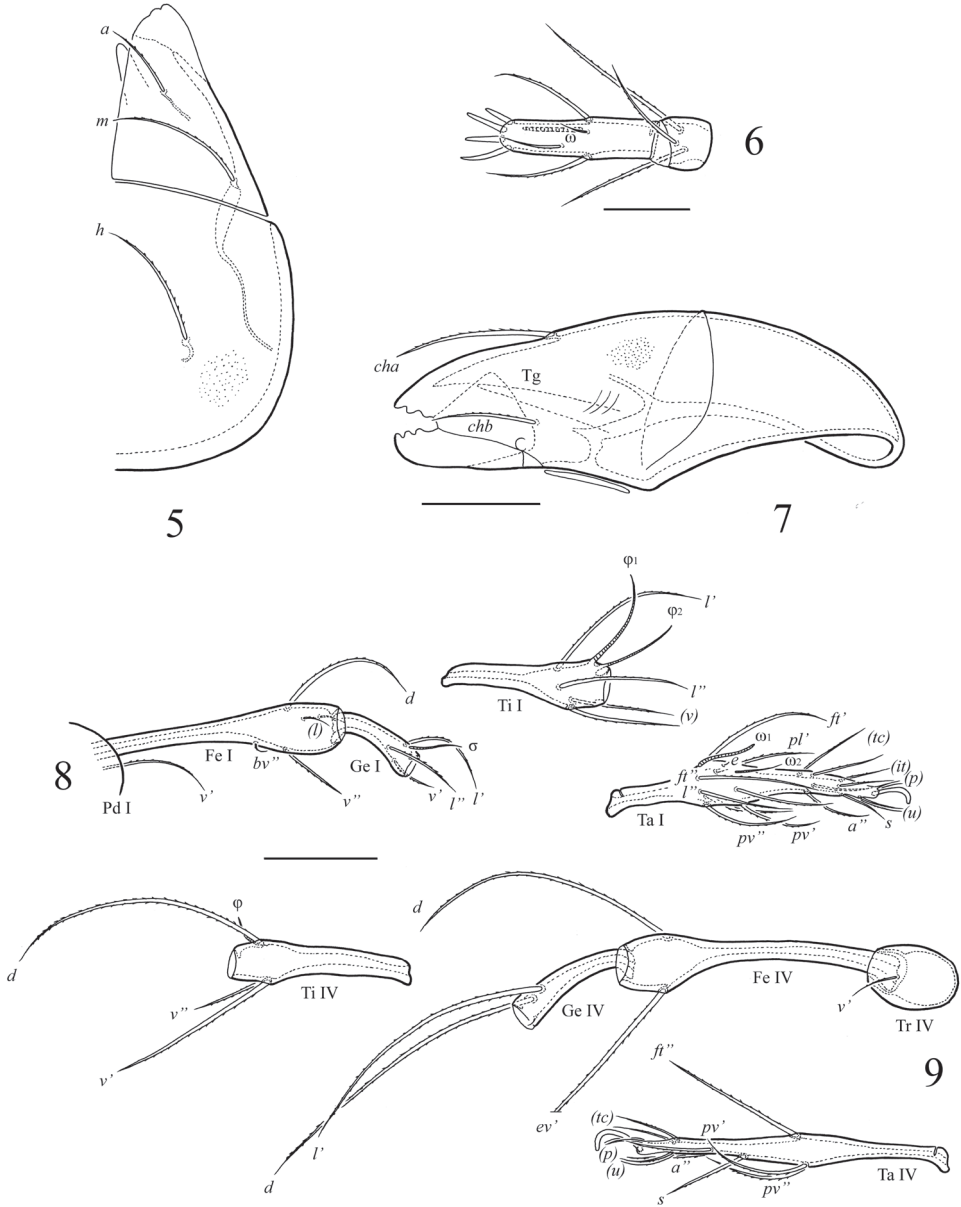 a
m
h
5
ω
6
cha
Tg
chb
7
φ1
l’
φ2
l”
(v)
Ti I
d
(l)
Fe I
bv”
Ge I
σ
8
v’
v”
v’
l”
l’
Pd I
ft’
ω1
pl’
(tc)
e
ω2
ft”
(it)
l”
(p)
Ta I
a”
s
(u)
pv”
pv’
d
φ
d
Ti IV
v”
v’
Fe IV
Ge IV
v’
Tr IV
9
ft”
ev’
l’
d
(tc)
pv’
(p)
(u)
a”
Ta IV
s
pv”